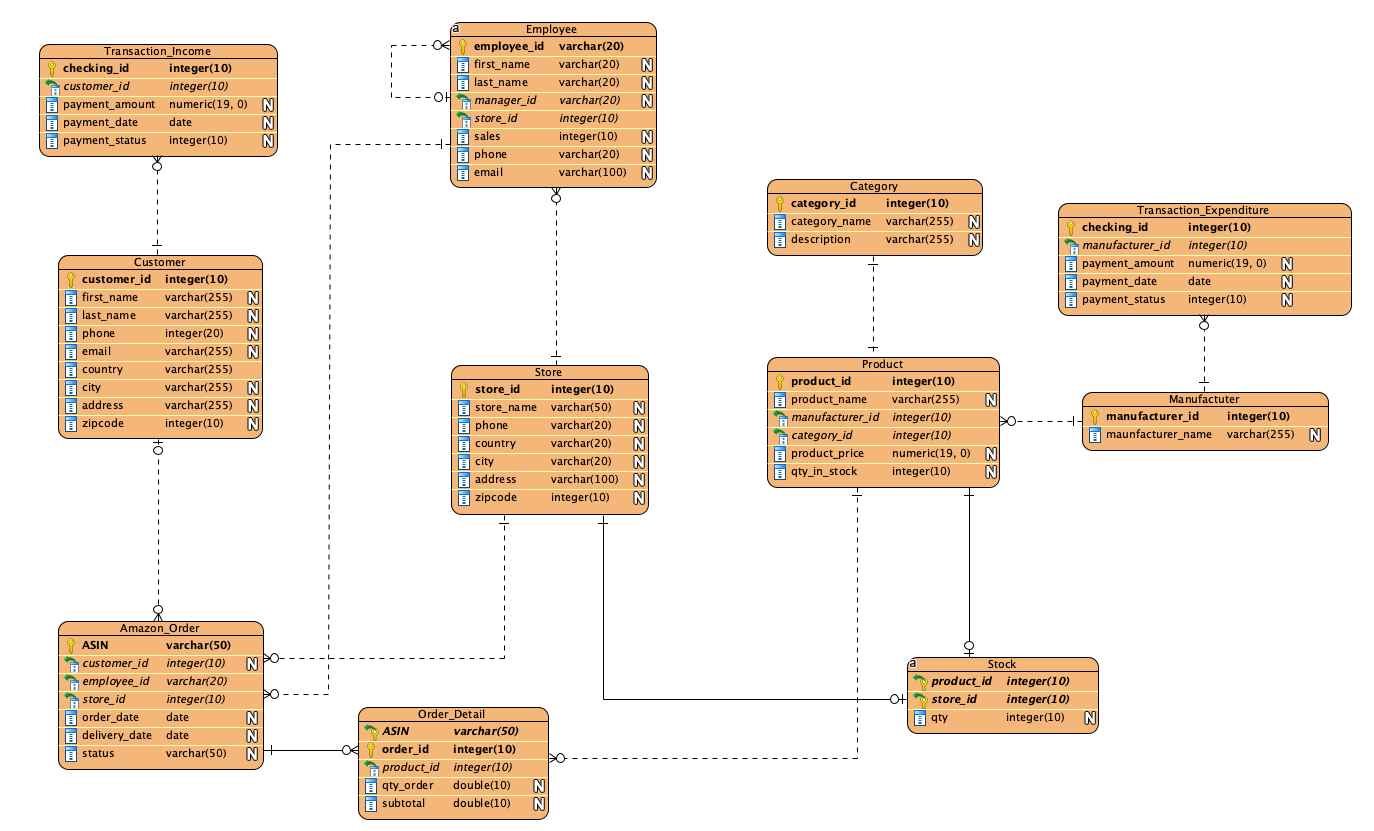 Transaction_Income
checking_id integer(10)
customer_id integer(10)
payment_amount numeric(19, 0) N
payment_date date N
payment_status integer(10) N
a Employee
employee_id varchar(20)
first_name varchar(20) N
last_name varchar(20) N
manager_id varchar(20) N
store_id integer(10)
sales integer(10) N
phone varchar(20) N
email varchar(100) N
Category
category_id integer(10)
category_name varchar(255) N
description varchar(255) N
Transaction_Expenditure
checking_id integer(10)
manufacturer_id integer(10)
payment_amount numeric(19, 0) N
payment_date date N
payment_status integer(10) N
Customer
customer_id integer(10)
first_name varchar(255) N
last_name varchar(255) N
phone integer(20) N
email varchar(255) N
country varchar(255)
city varchar(255) N
address varchar(255) N
zipcode integer(10) N
Store
store_id integer(10)
store_name varchar(50) N
phone varchar(20) N
country varchar(20) N
city varchar(20) N
address varchar(100) N
zipcode integer(10) N
Product
product_id integer(10)
product_name varchar(255) N
manufacturer_id integer(10)
category_id integer(10)
product_price numeric(19, 0) N
qty_in_stock integer(10) N
Manufactuter
manufacturer_id integer(10)
maunfacturer_name varchar(255) N
Amazon_Order
ASIN varchar(50)
customer_id integer(10) N
employee_id varchar(20)
store_id integer(10)
order_date date N
delivery_date date N
status varchar(50) N
Order_Detail
ASIN varchar(50)
order_id integer(10)
product_id integer(10)
qty_order double(10) N
subtotal double(10) N
a Stock
product_id integer(10)
store_id integer(10)
qty integer(10) N